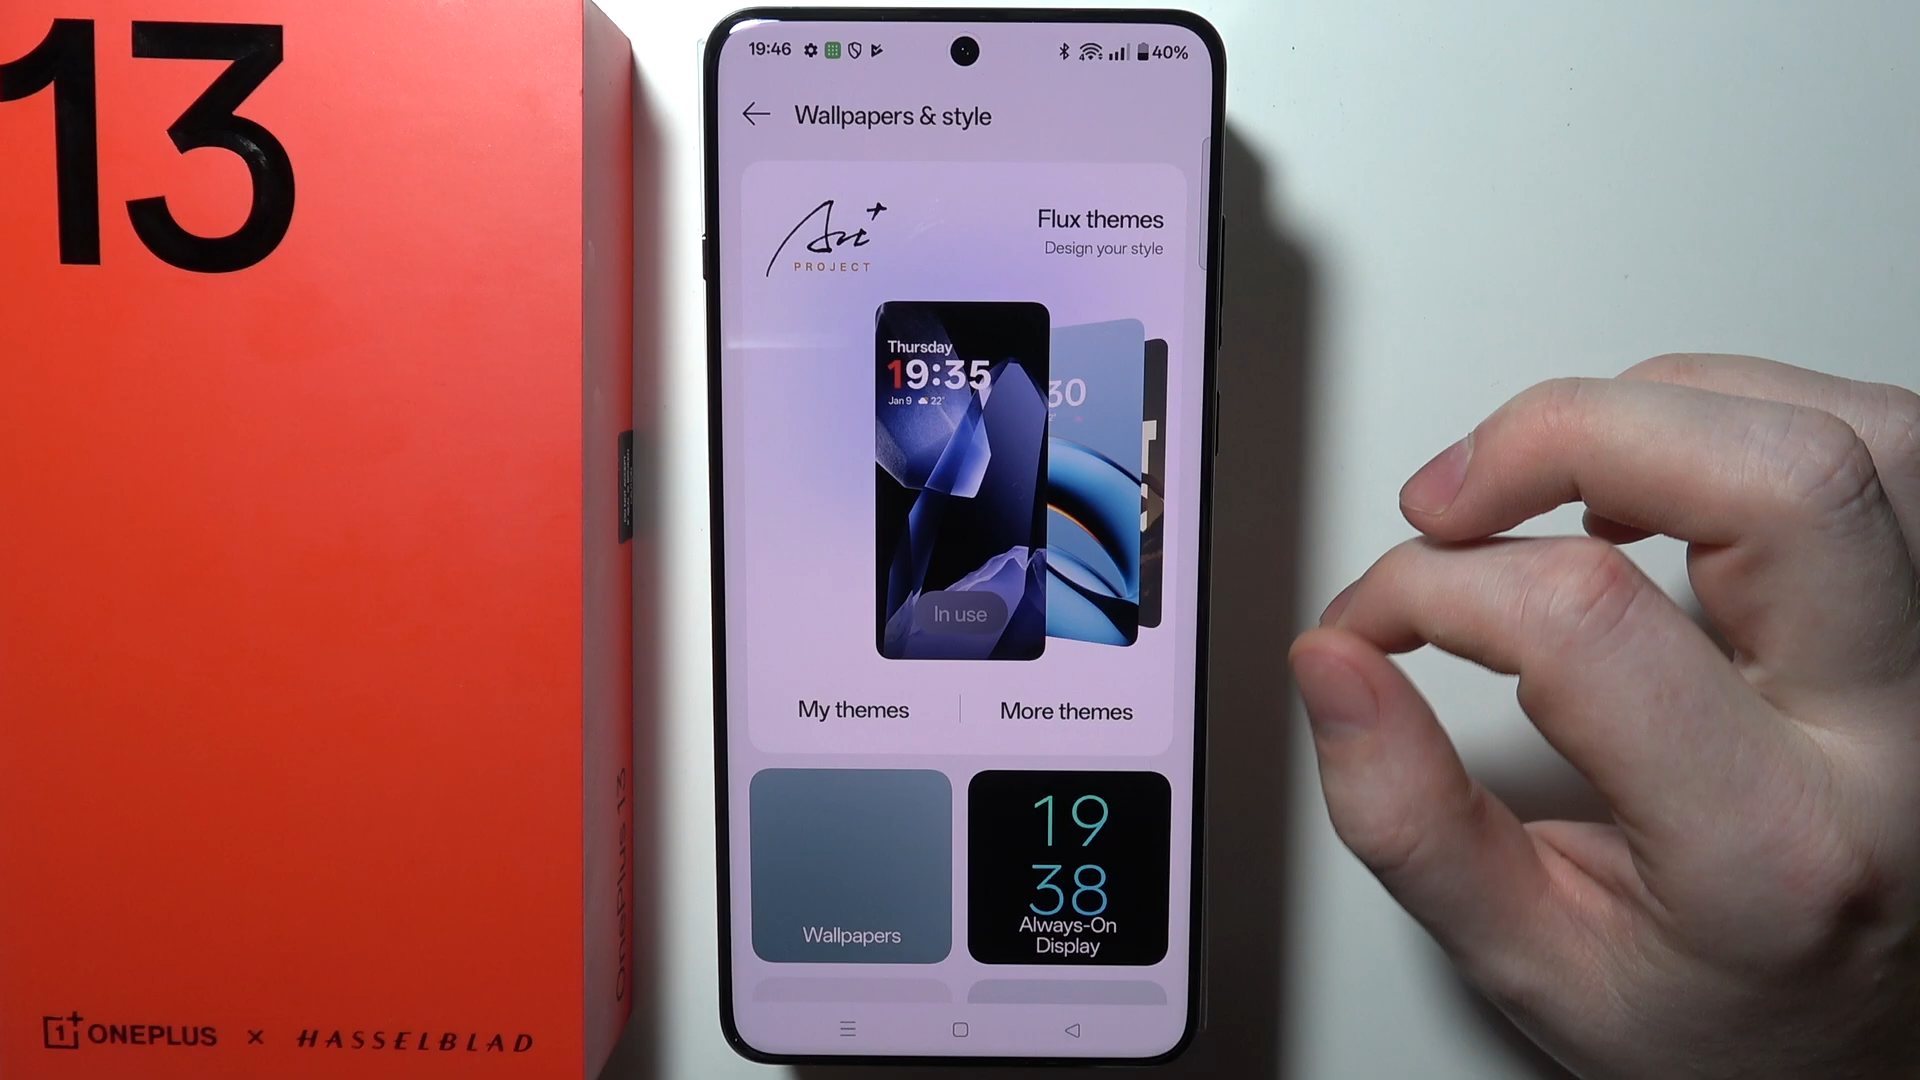 13
ONEPLUS × HASSELBLAD
OnePlus 13
19:46
40%
Wallpapers & style
Art+
PROJECT
Flux themes
Design your style
Thursday
19:35
Jan 9 22°
30
In use
My themes
More themes
Wallpapers
19
38
Always-On
Display